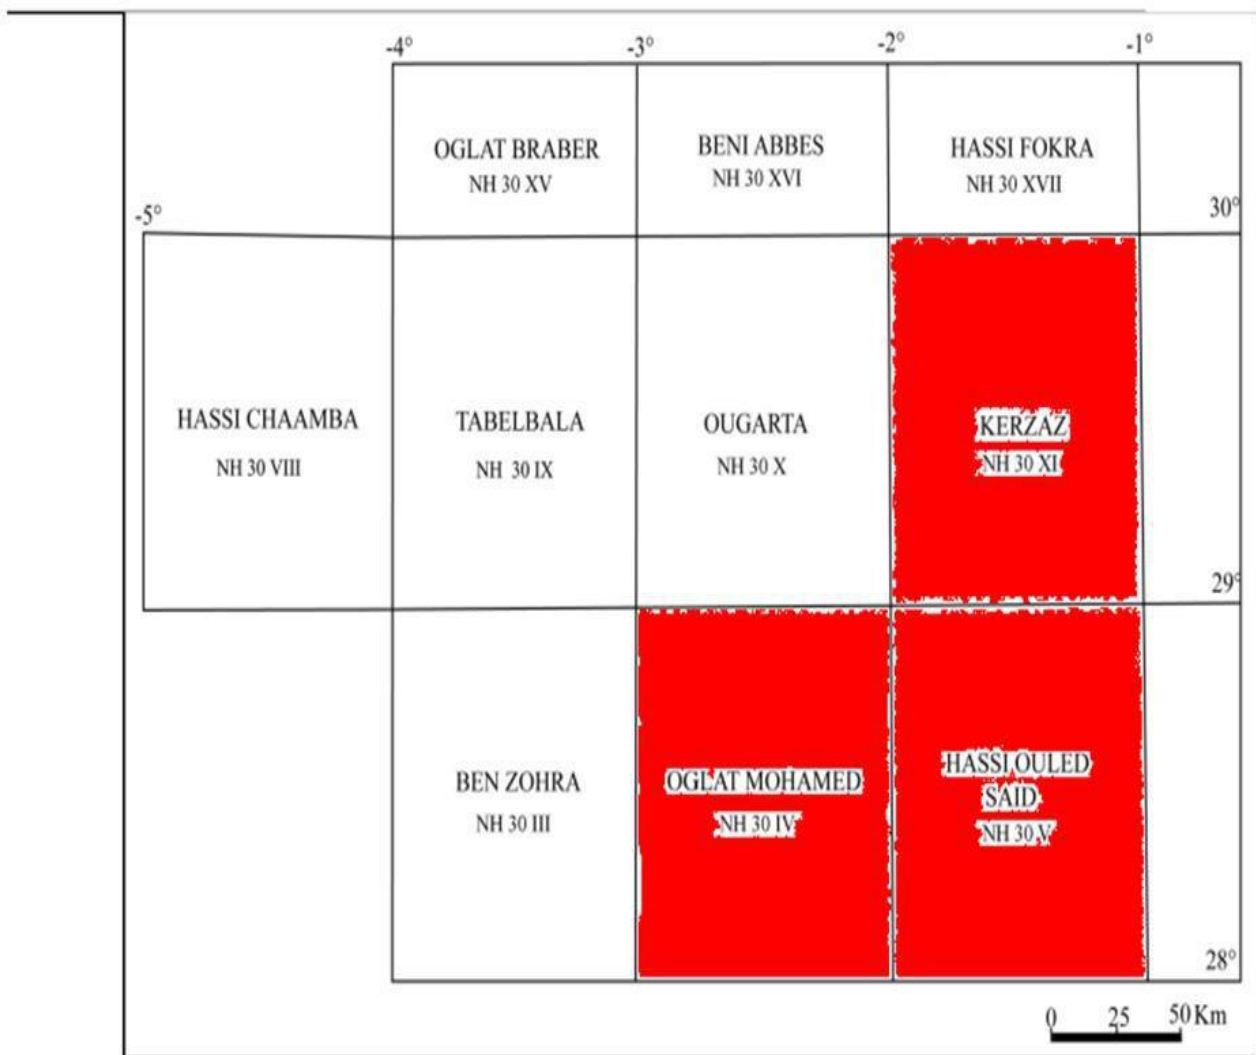 -4°
-3°
-2°
-1°
OGLAT BRABER
NH 30 XV
BENI ABBES
NH 30 XVI
HASSI FOKRA
NH 30 XVII
-5°
30°
HASSI CHAAMBA
NH 30 VIII
TABELBALA
NH 30 IX
OUGARTA
NH 30 X
KERZAZ
NH 30 XI
29°
BEN ZOHRA
NH 30 III
OGLAT MOHAMED
NH 30 IV
HASSI OULED
SAID
NH 30 V
28°
0 25 50 Km